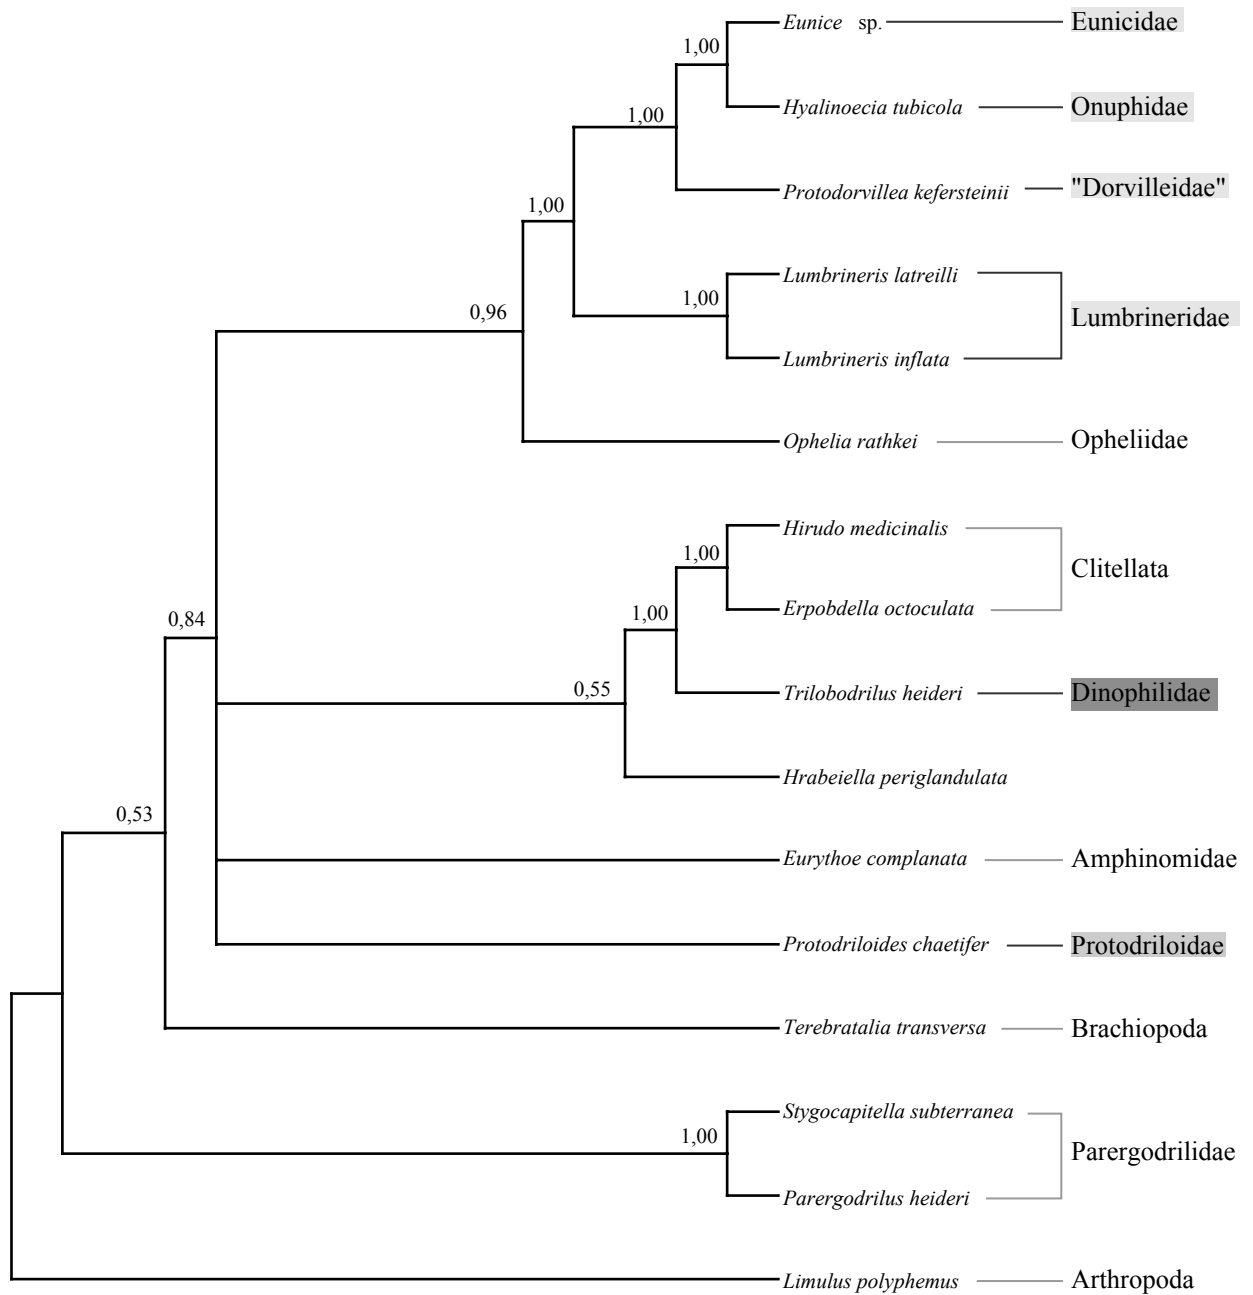 Eunice sp. Eunicidae
1,00
Hyalinoecia tubicola Onuphidae
1,00
Protodorvillea kefersteinii "Dorvilleidae"
1,00
Lumbrineris latreilli
1,00
Lumbrineridae
0,96
Lumbrineris inflata
Ophelia rathkei Opheliidae
Hirudo medicinalis
1,00
Clitellata
Erpobdella octoculata
1,00
0,84
0,55
Trilobodrilus heideri Dinophilidae
Hrabeiella periglandulata
0,53
Eurythoe complanata Amphinomidae
Protodriloides chaetifer Protodriloidae
Terebratalia transversa Brachiopoda
Stygocapitella subterranea
1,00
Parergodrilidae
Parergodrilus heideri
Limulus polyphemus Arthropoda